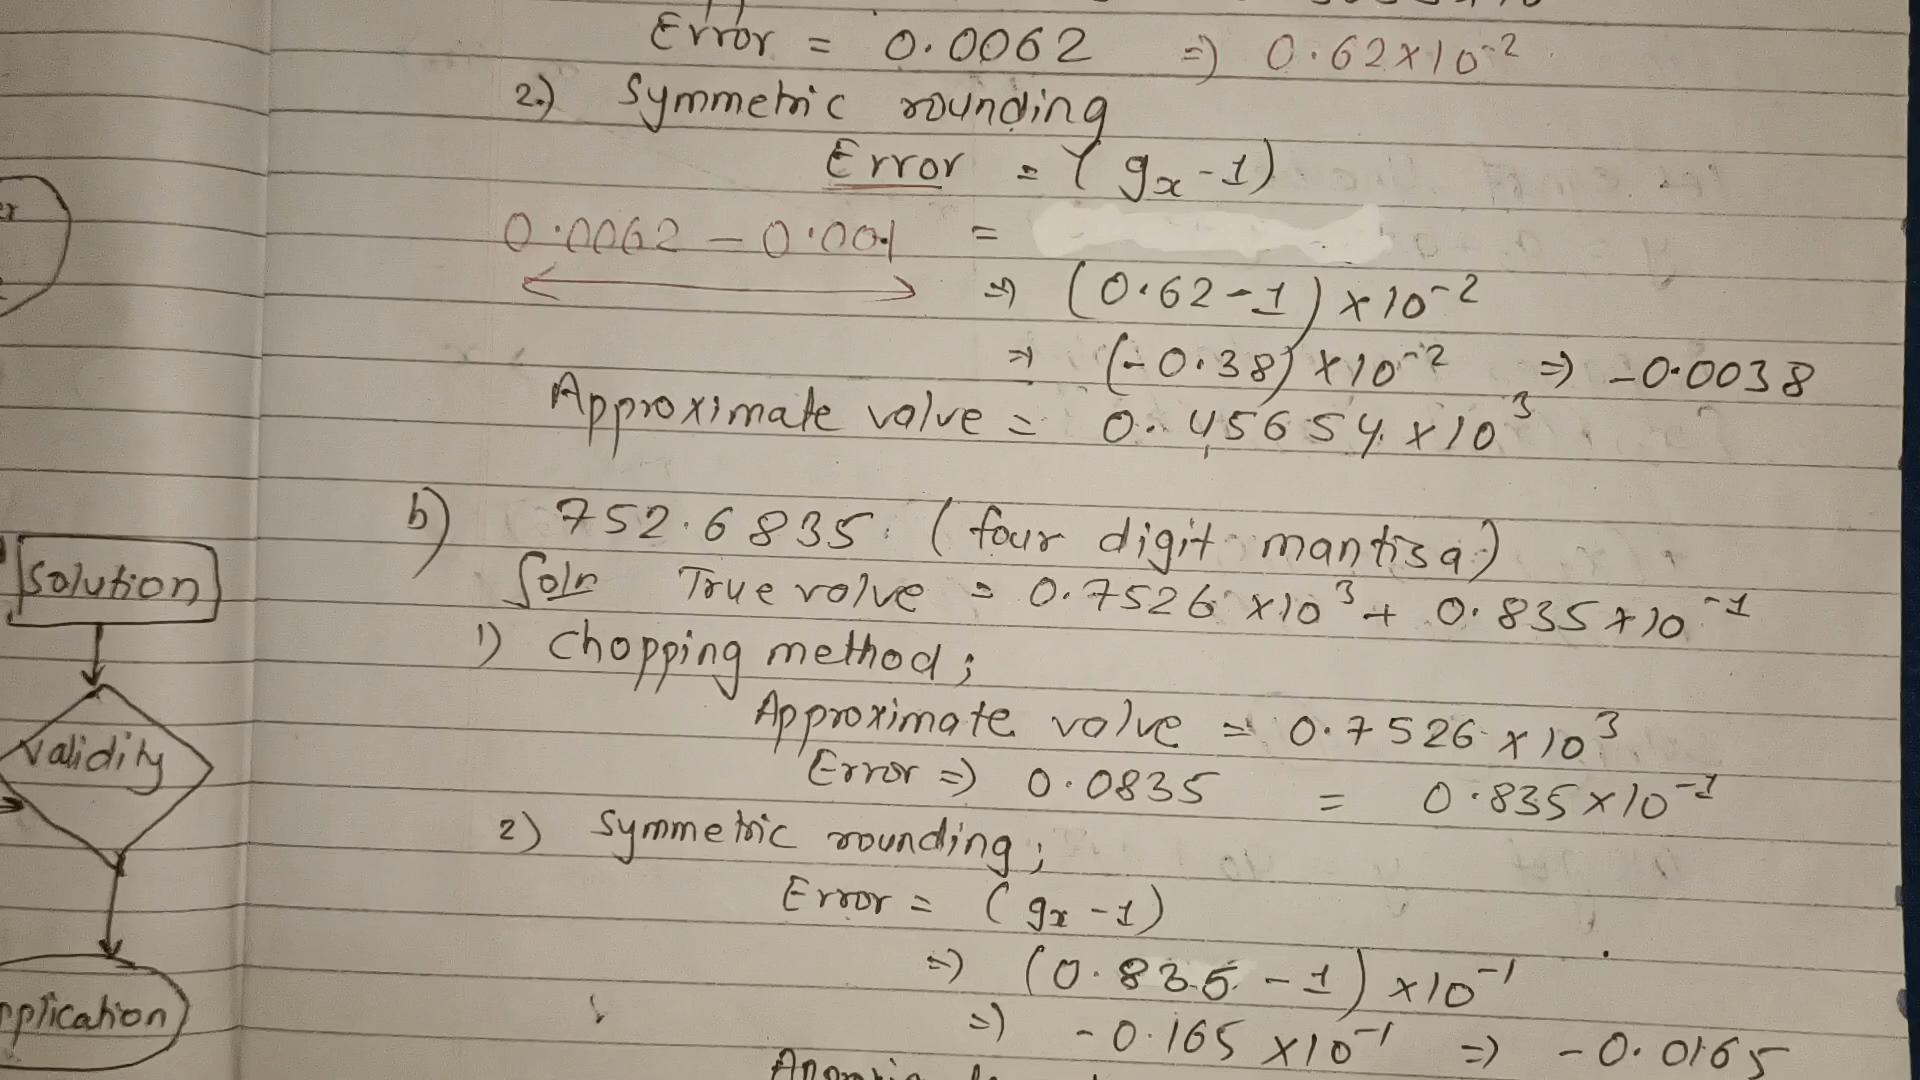 Error = 0.0062 => 0.62×10⁻²
2.) Symmetric rounding
Error = (gx-1)
0.0062 - 0.001 =
=> (0.62-1)×10⁻²
=> (-0.38)×10⁻² => -0.0038
Approximate valve = 0.45654×10³
b) 752.6835 (four digit mantisa)
Soln True valve = 0.7526×10³ + 0.835×10⁻¹
1) Chopping method;
Approximate valve = 0.7526×10³
Error => 0.0835 = 0.835×10⁻¹
2) Symmetric rounding;
Error = (gx-1)
=> (0.835-1)×10⁻¹
=> -0.165×10⁻¹ => -0.0165
solution
validity